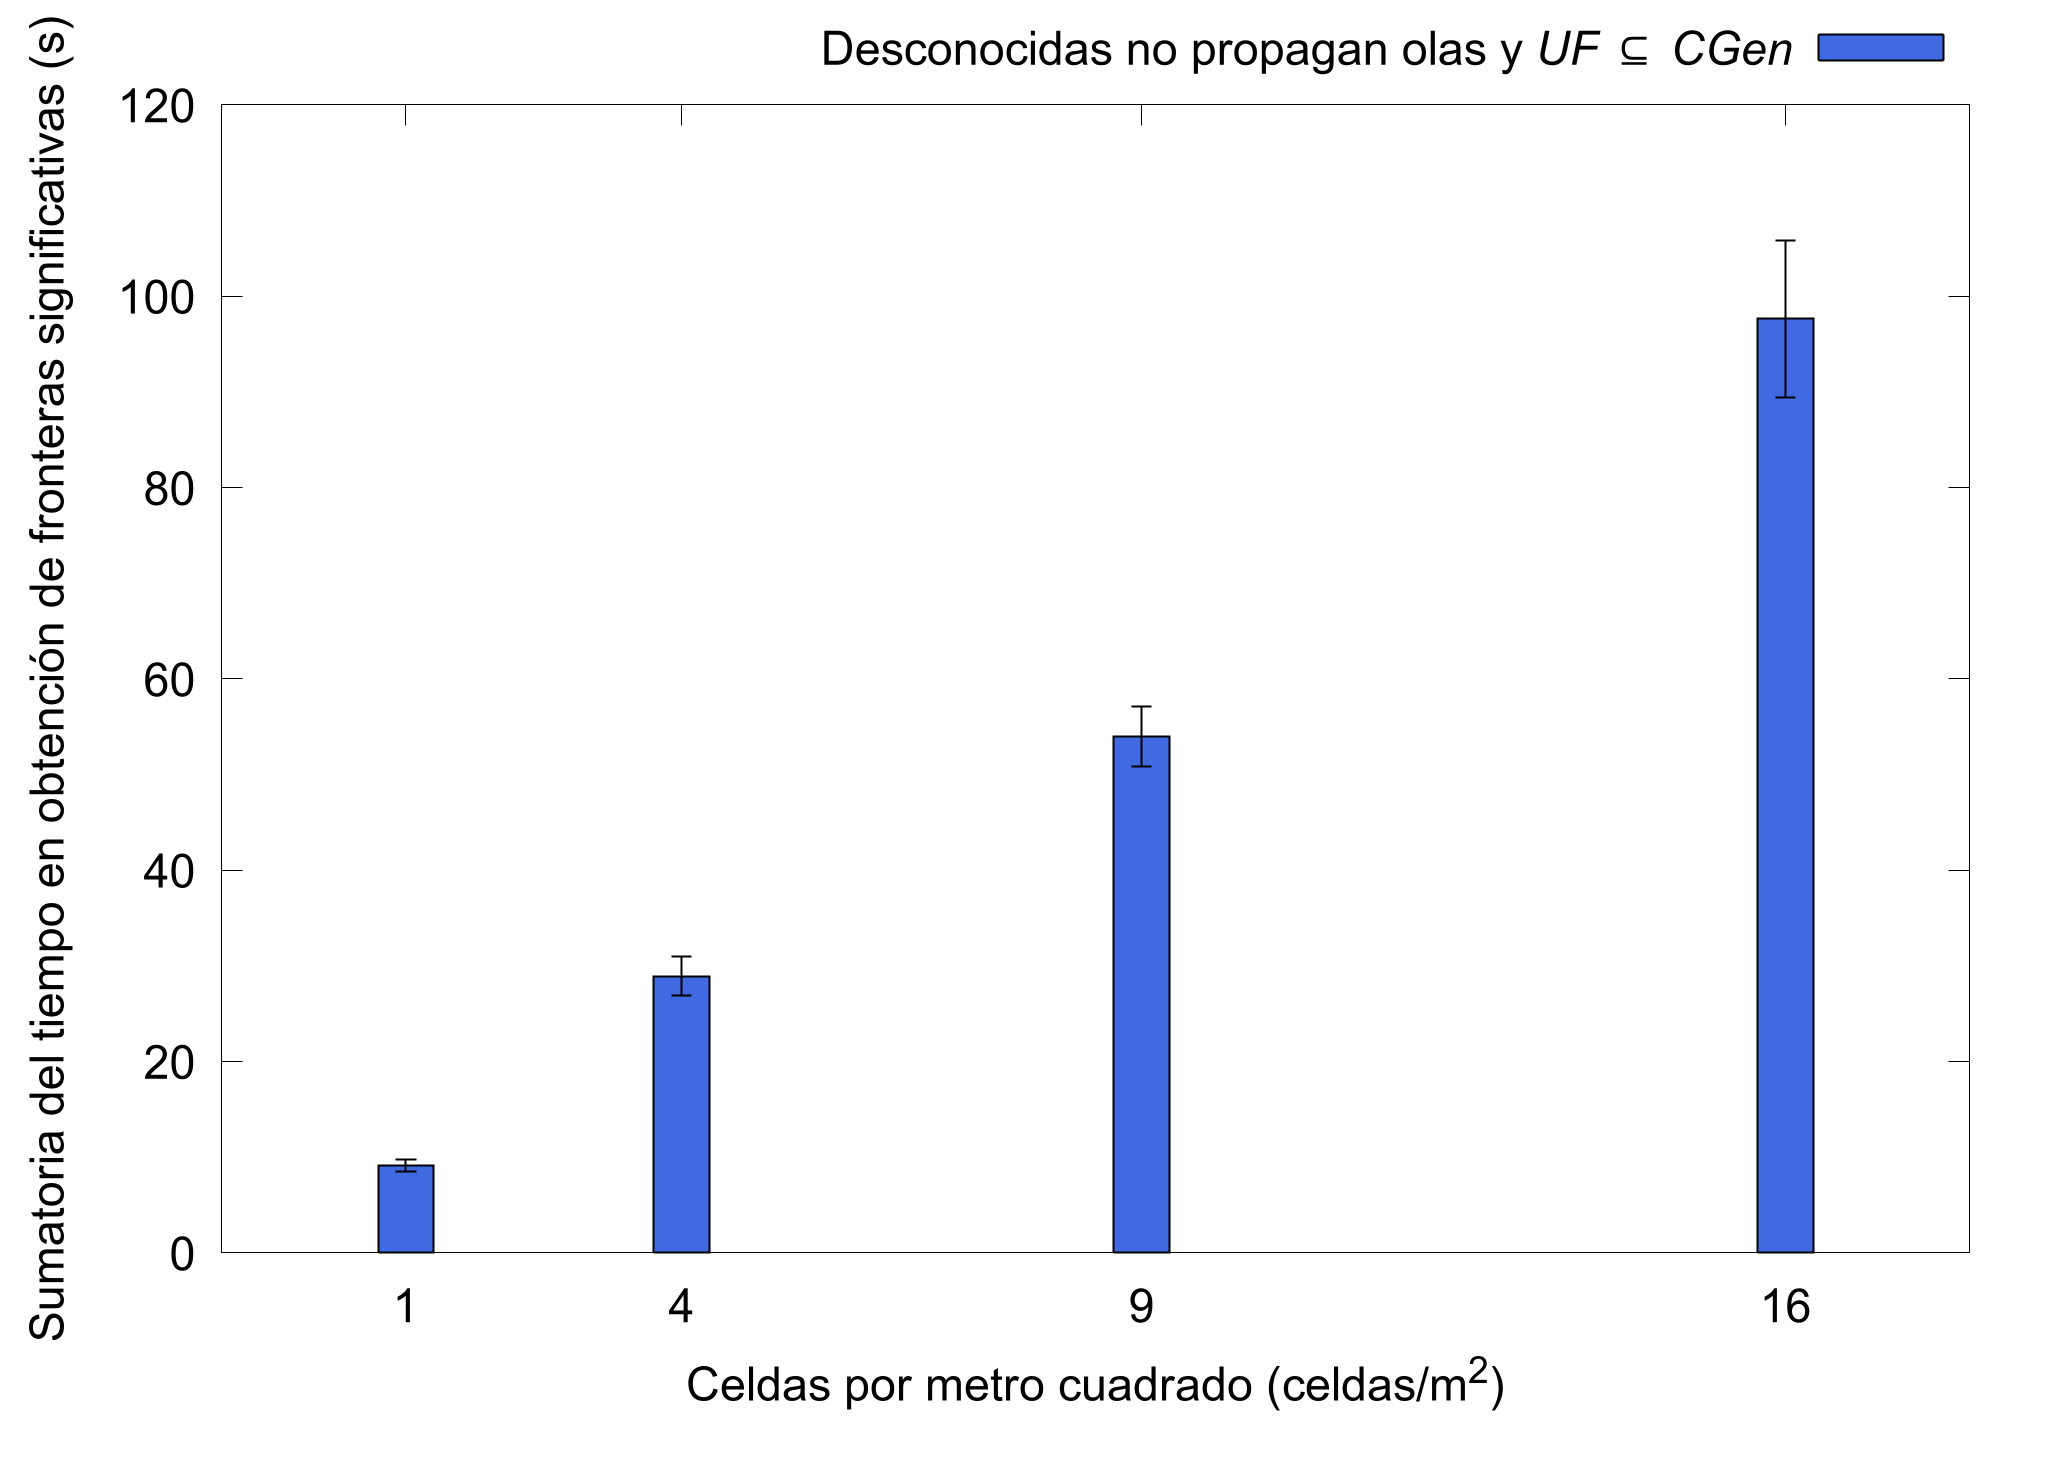 Desconocidas no propagan olas y UF ⊆ CGen
Sumatoria del tiempo en obtención de fronteras significativas (s)
120
100
80
60
40
20
0
1 4 9 16
Celdas por metro cuadrado (celdas/m²)